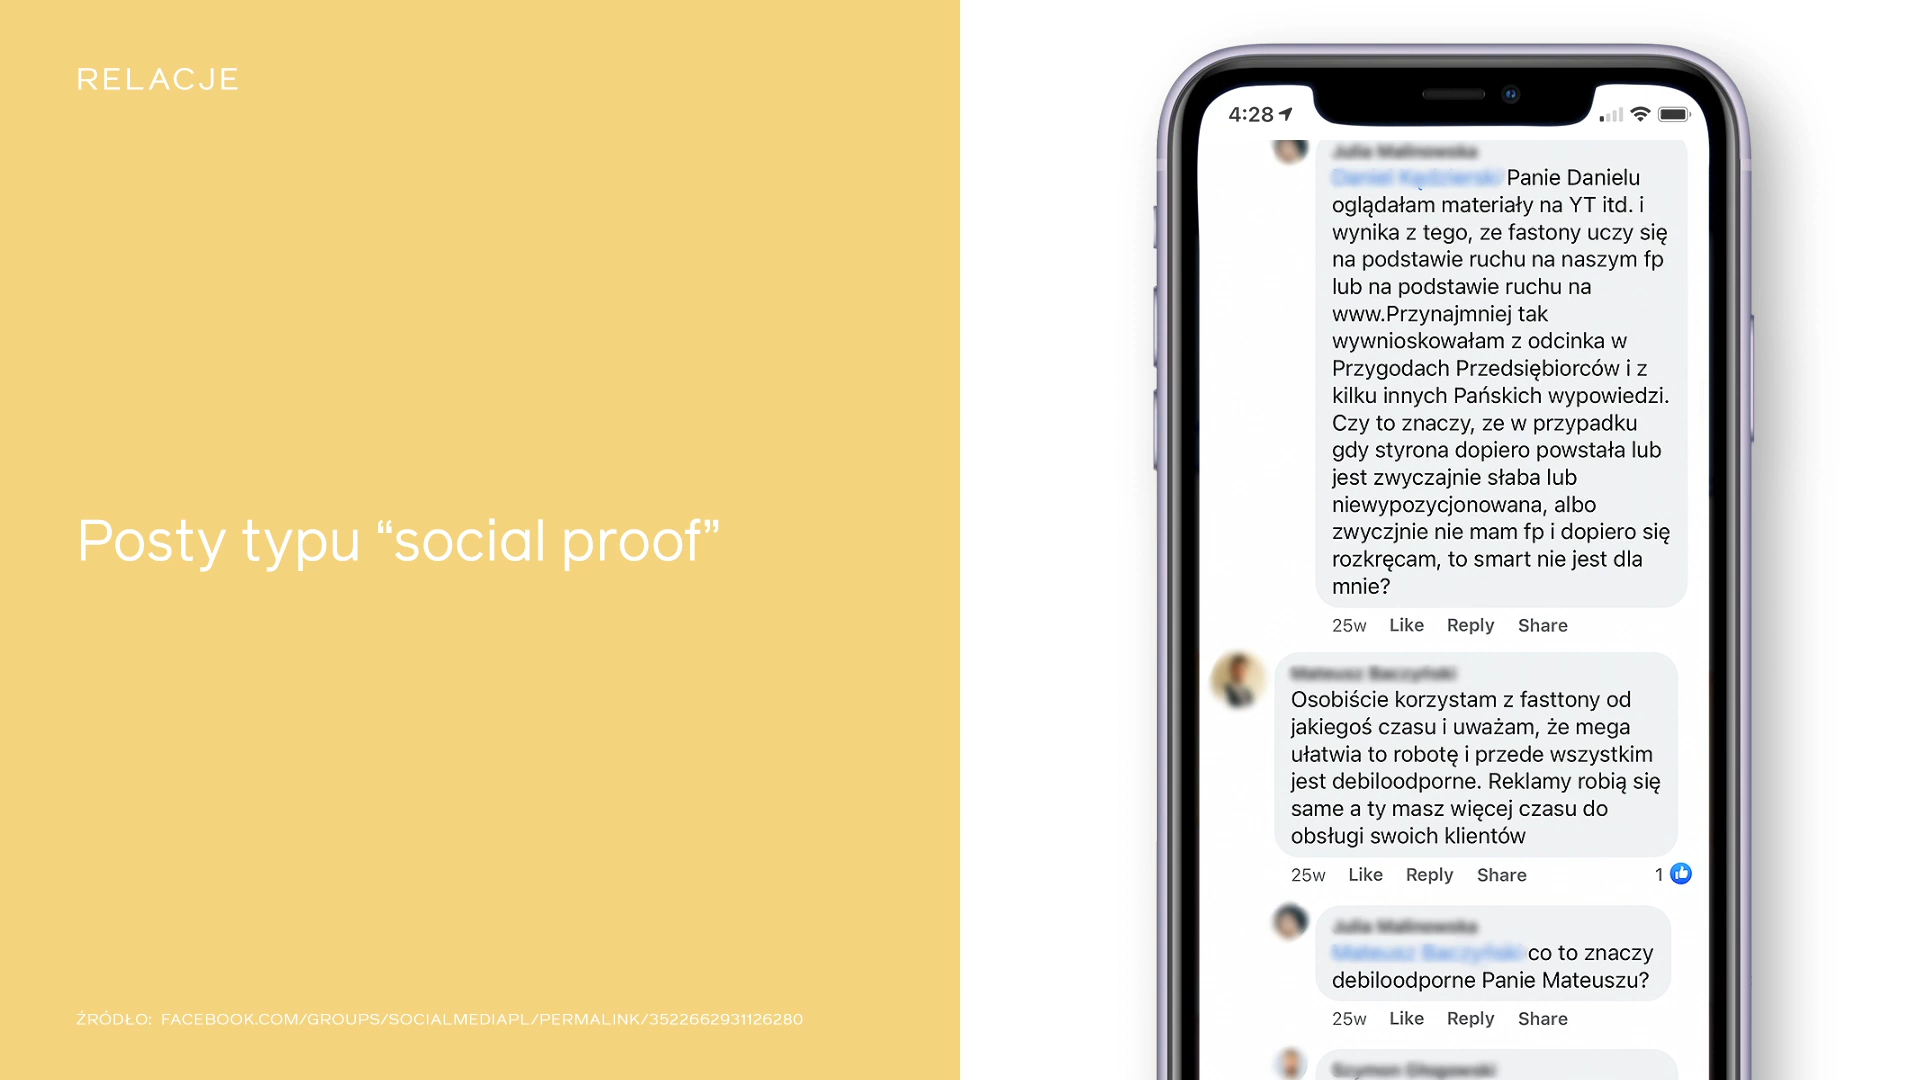 RELACJE
Posty typu “social proof”
ŹRÓDŁO: FACEBOOK.COM/GROUPS/SOCIALMEDIAPL/PERMALINK/3522662931126280
4:28
Panie Danielu
oglądałam materiały na YT itd. i
wynika z tego, ze fastony uczy się
na podstawie ruchu na naszym fp
lub na podstawie ruchu na
www.Przynajmniej tak
wywnioskowałam z odcinka w
Przygodach Przedsiębiorców i z
kilku innych Pańskich wypowiedzi.
Czy to znaczy, ze w przypadku
gdy styrona dopiero powstała lub
jest zwyczajnie słaba lub
niewypozycjonowana, albo
zwyczjnie nie mam fp i dopiero się
rozkręcam, to smart nie jest dla
mnie?
25w Like Reply Share
Osobiście korzystam z fasttony od
jakiegoś czasu i uważam, że mega
ułatwia to robotę i przede wszystkim
jest debiloodporne. Reklamy robią się
same a ty masz więcej czasu do
obsługi swoich klientów
25w Like Reply Share 1
co to znaczy
debiloodporne Panie Mateuszu?
25w Like Reply Share